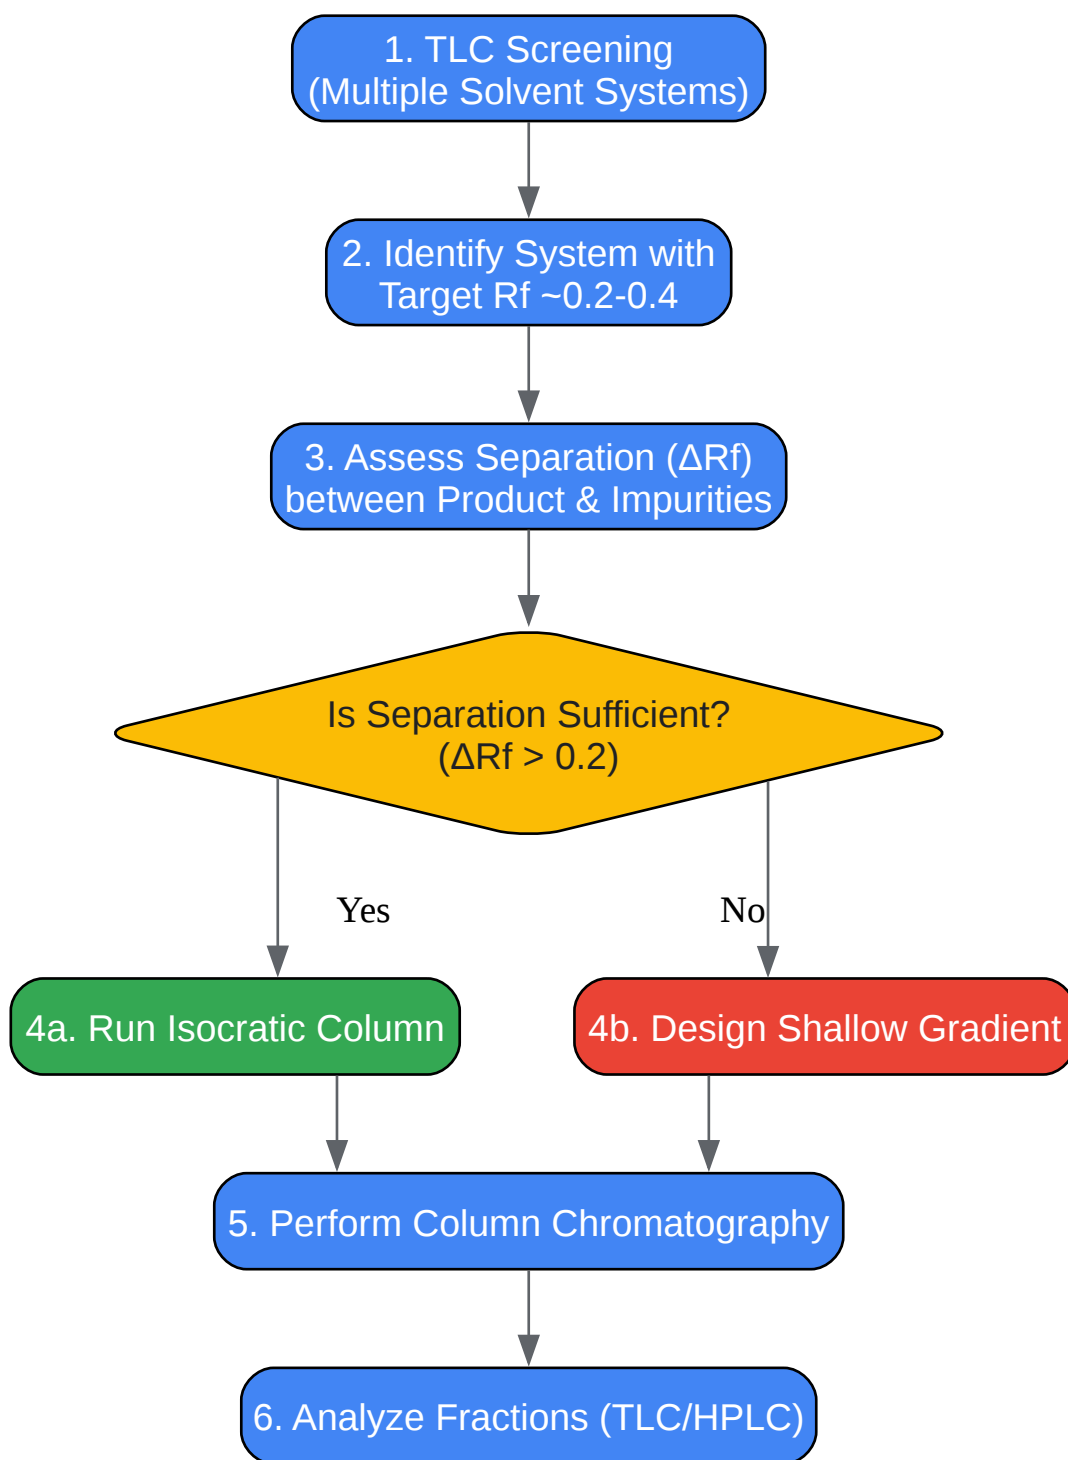 1. TLC Screening
(Multiple Solvent Systems)
2. Identify System with
Target Rf ~0.2-0.4
3. Assess Separation (ΔRf)
between Product & Impurities
Is Separation Sufficient?
(ΔRf > 0.2)
Yes
No
4a. Run Isocratic Column
4b. Design Shallow Gradient
5. Perform Column Chromatography
6. Analyze Fractions (TLC/HPLC)